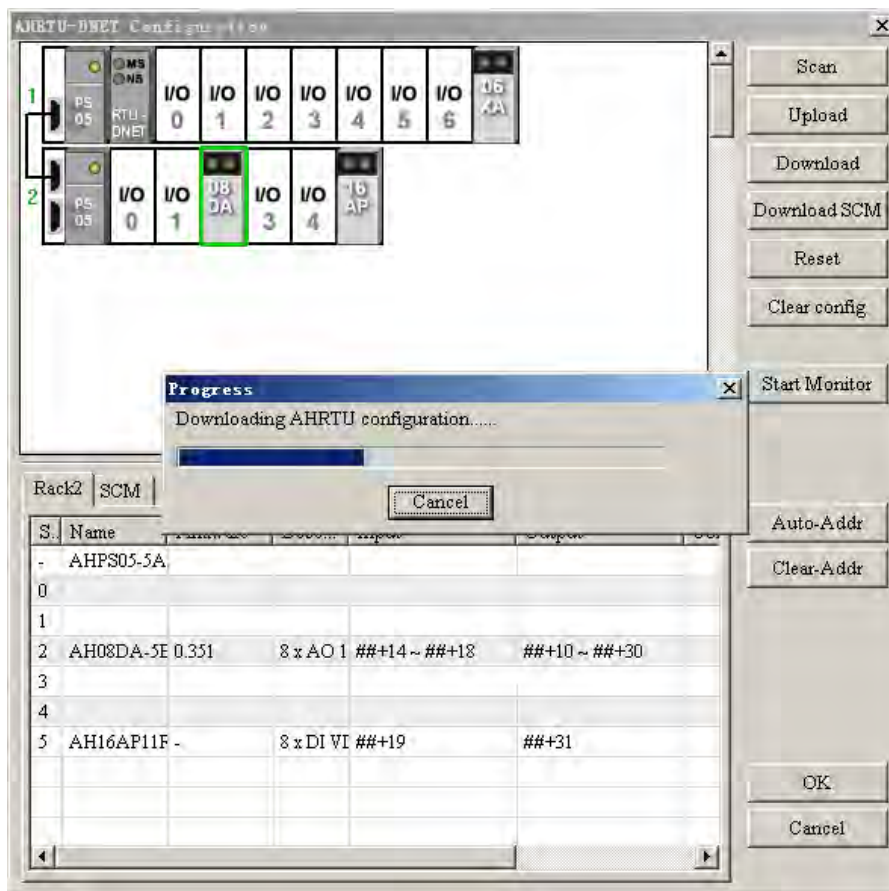 AHRTU-DNET Configuration
Scan
Upload
Download
Download SCM
Reset
Clear config
Start Monitor
Auto-Addr
Clear-Addr
OK
Cancel
1
PS 05
MS
NS
RTU-DNET
I/O 0
I/O 1
I/O 2
I/O 3
I/O 4
I/O 5
I/O 6
06
2
PS 05
I/O 0
I/O 1
08 DA
I/O 3
I/O 4
16 AP
Progress
Downloading AHRTU configuration......
Cancel
Rack2 SCM
S.. Name
- AHPS05-5A
0
1
2 AH08DA-5E 0.351 8 x AO 1 ##+14 ~ ##+18 ##+10 ~ ##+30
3
4
5 AH16AP11F - 8 x DI VI ##+19 ##+31